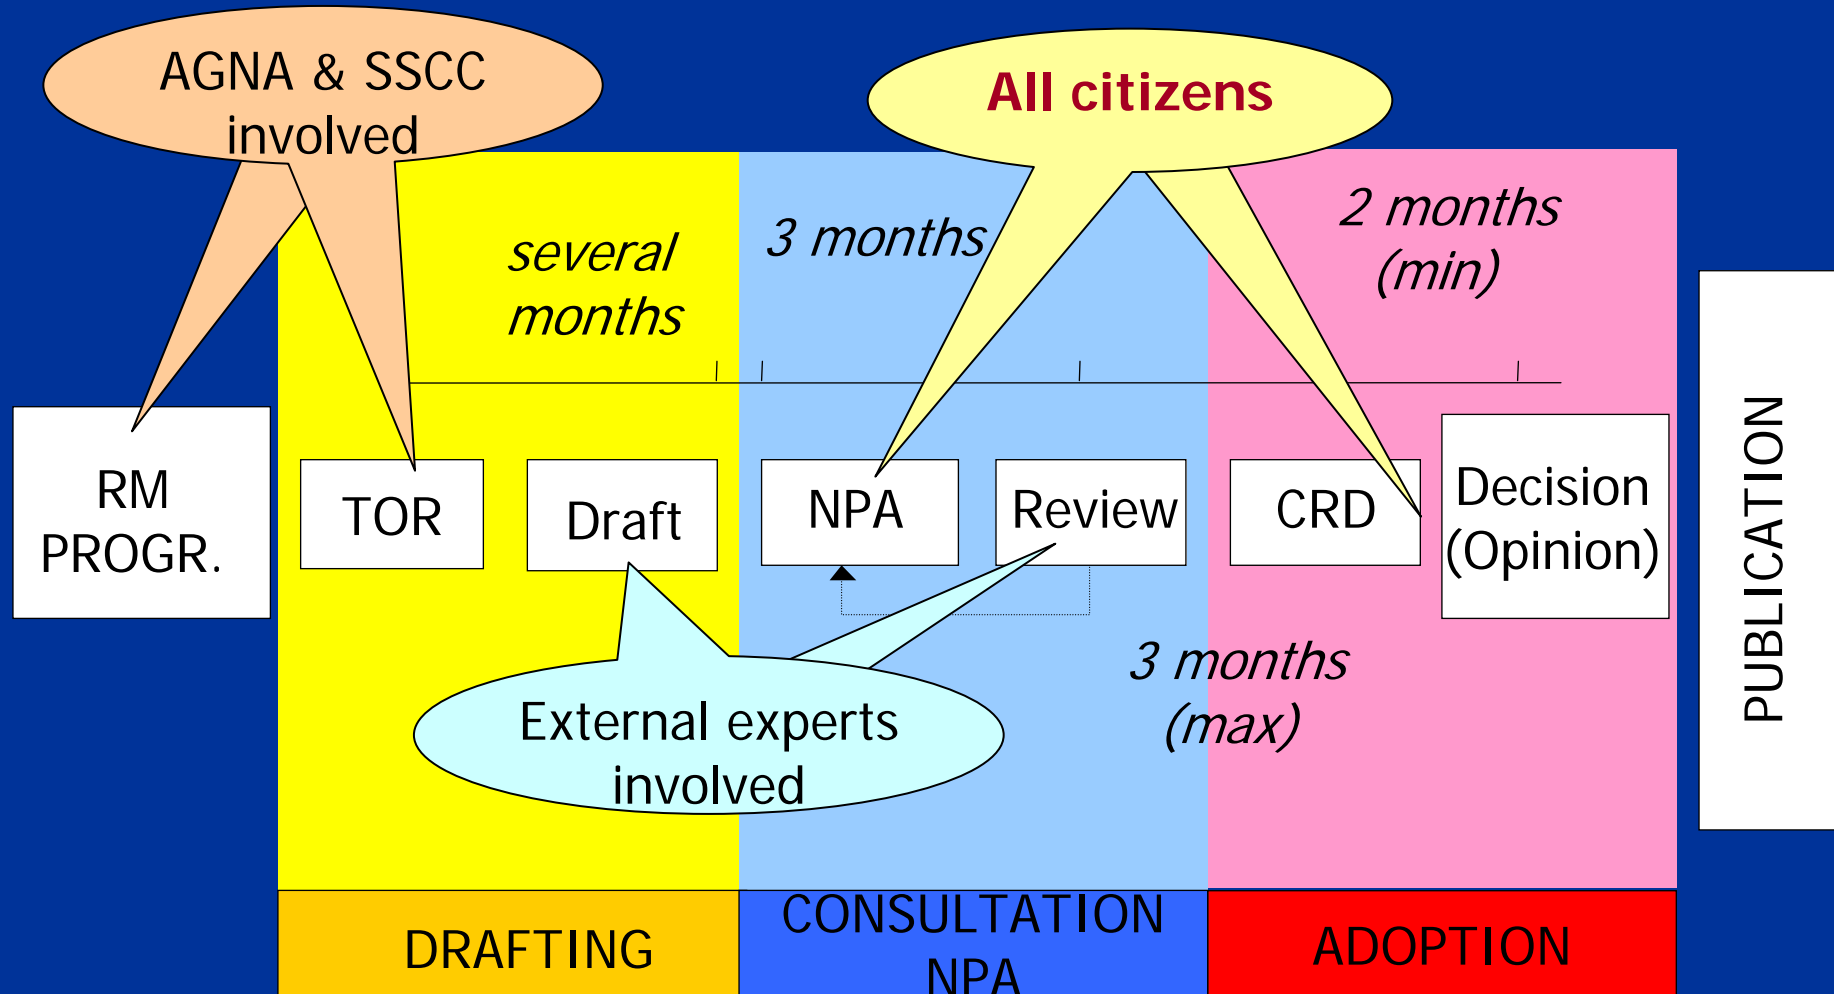 AGNA & SSCC
involved
All citizens
several
months
3 months
2 months
(min)
RM
PROGR.
TOR
Draft
NPA
Review
CRD
Decision
(Opinion)
PUBLICATION
External experts
involved
3 months
(max)
DRAFTING
CONSULTATION
NPA
ADOPTION